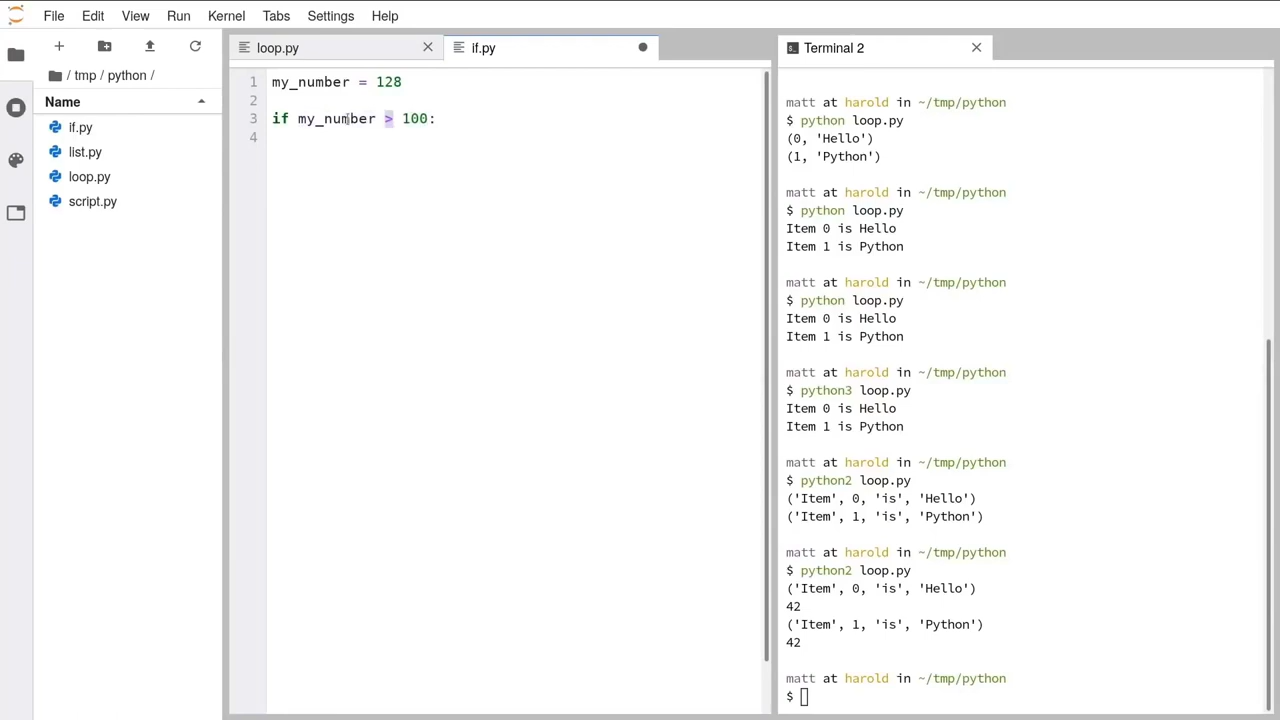 File Edit View Run Kernel Tabs Settings Help
/ tmp / python /
Name
if.py
list.py
loop.py
script.py
loop.py
if.py
1 my_number = 128
2
3 if my_number > 100:
4
Terminal 2
matt at harold in ~/tmp/python
$ python loop.py
(0, 'Hello')
(1, 'Python')
matt at harold in ~/tmp/python
$ python loop.py
Item 0 is Hello
Item 1 is Python
matt at harold in ~/tmp/python
$ python loop.py
Item 0 is Hello
Item 1 is Python
matt at harold in ~/tmp/python
$ python3 loop.py
Item 0 is Hello
Item 1 is Python
matt at harold in ~/tmp/python
$ python2 loop.py
('Item', 0, 'is', 'Hello')
('Item', 1, 'is', 'Python')
matt at harold in ~/tmp/python
$ python2 loop.py
('Item', 0, 'is', 'Hello')
42
('Item', 1, 'is', 'Python')
42
matt at harold in ~/tmp/python
$